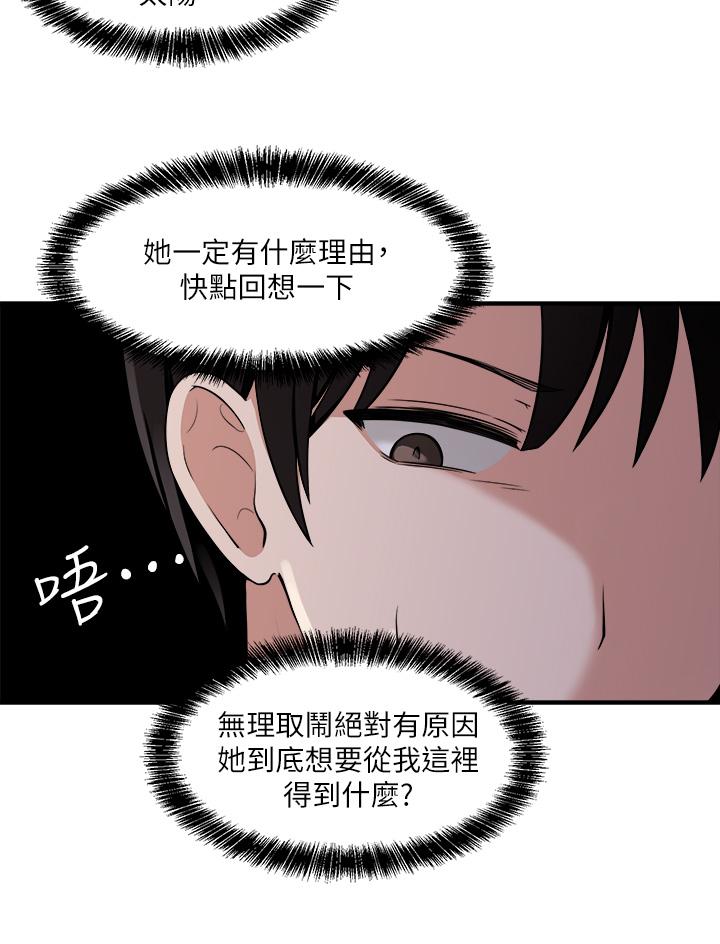 她一定有什麼理由，
快點回想一下
唔...
無理取鬧絕對有原因
她到底想要從我這裡
得到什麼?